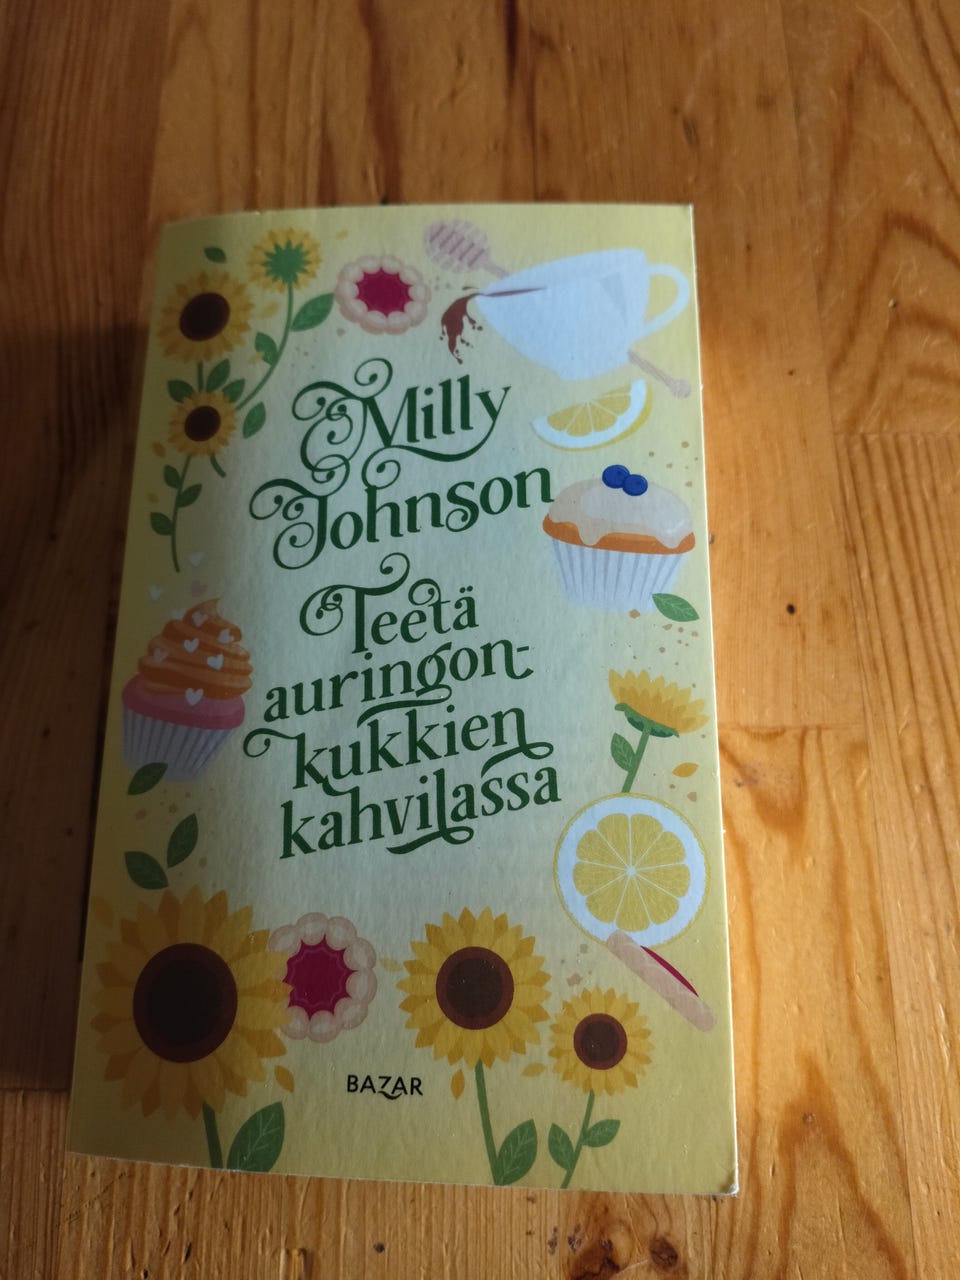 Milly
Johnson
Teetä
auringon-
kukkien
kahvilassa
BAZAR